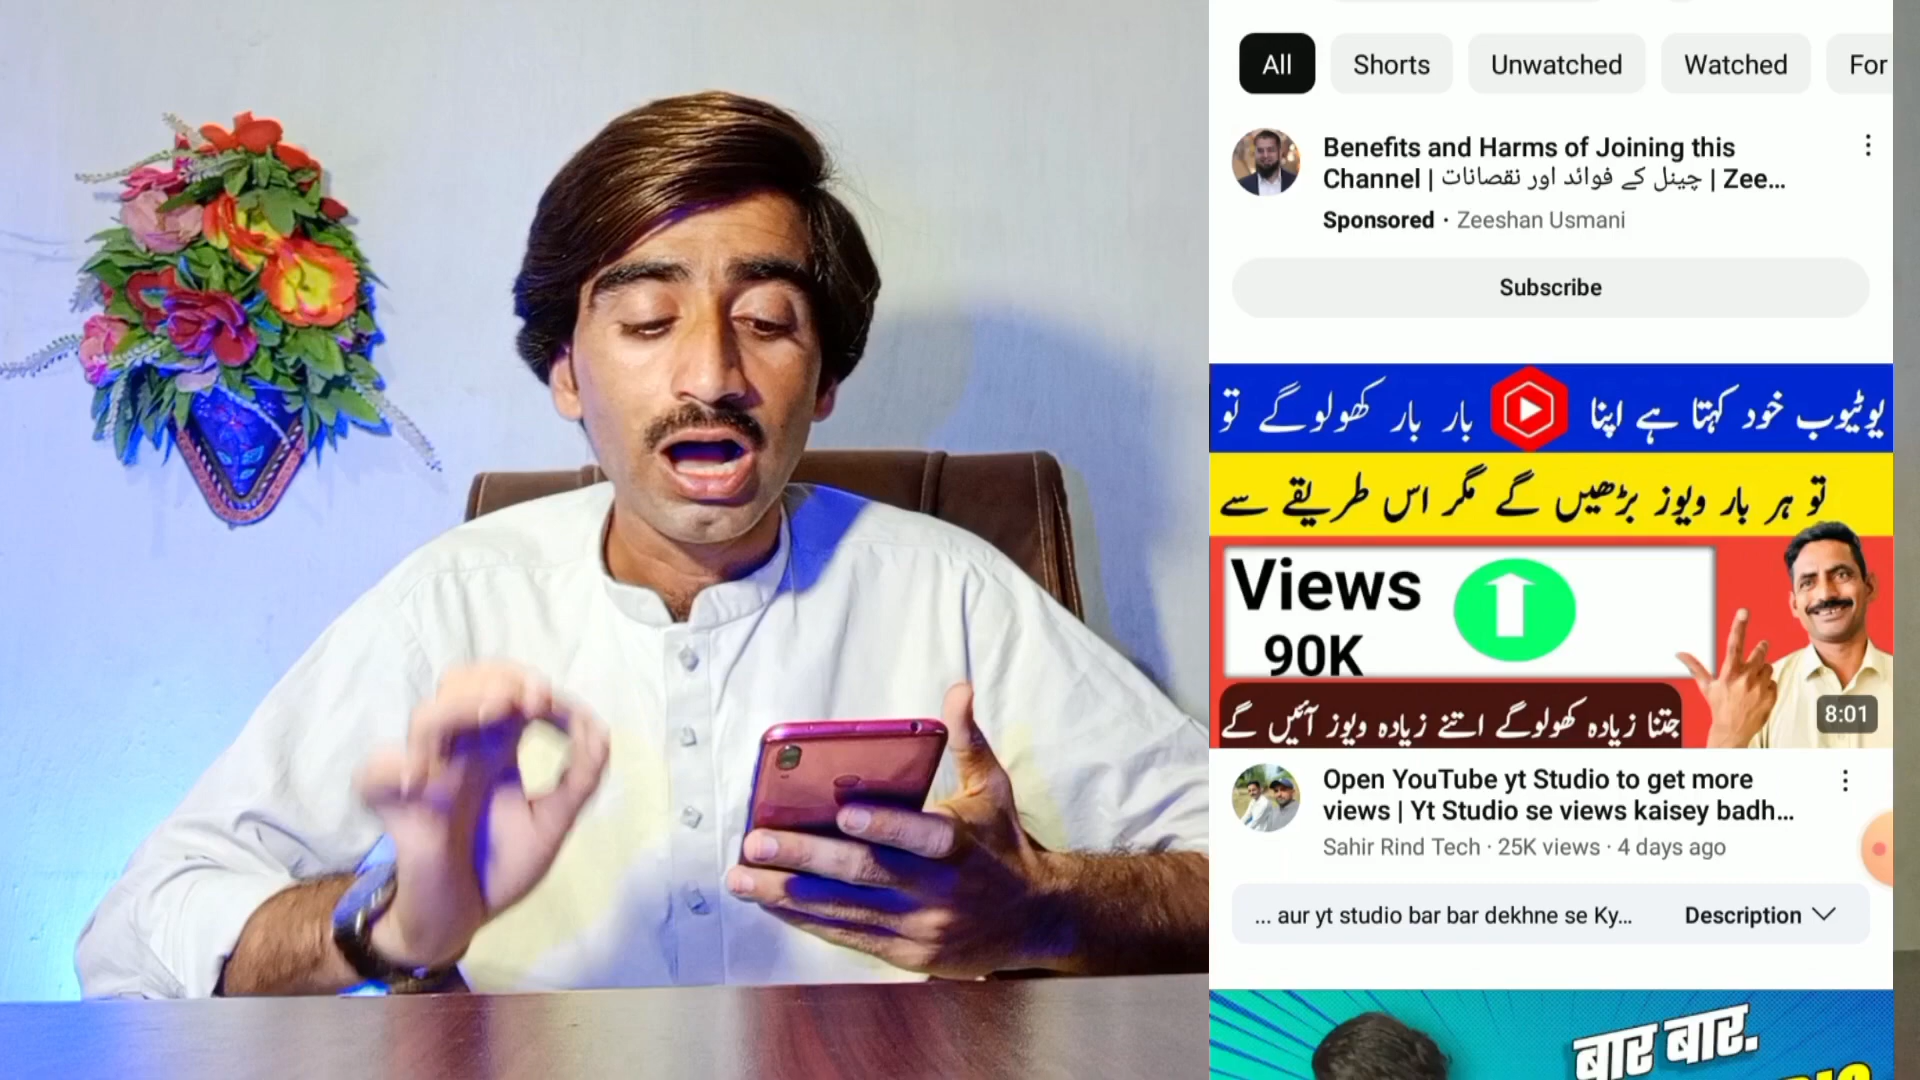 All
Shorts
Unwatched
Watched
For
Benefits and Harms of Joining this
Channel | چینل کے فوائد اور نقصانات | Zee...
Sponsored · Zeeshan Usmani
Subscribe
یوٹیوب خود کہتا ہے اپنا بار بار کھولوگے تو
تو ہر بار ویوز بڑھیں گے مگر اس طریقے سے
Views
90K
جتنا زیادہ کھولوگے اتنے زیادہ ویوز آئیں گے
8:01
Open YouTube yt Studio to get more
views | Yt Studio se views kaisey badh...
Sahir Rind Tech · 25K views · 4 days ago
... aur yt studio bar bar dekhne se Ky...
Description
बार बार.